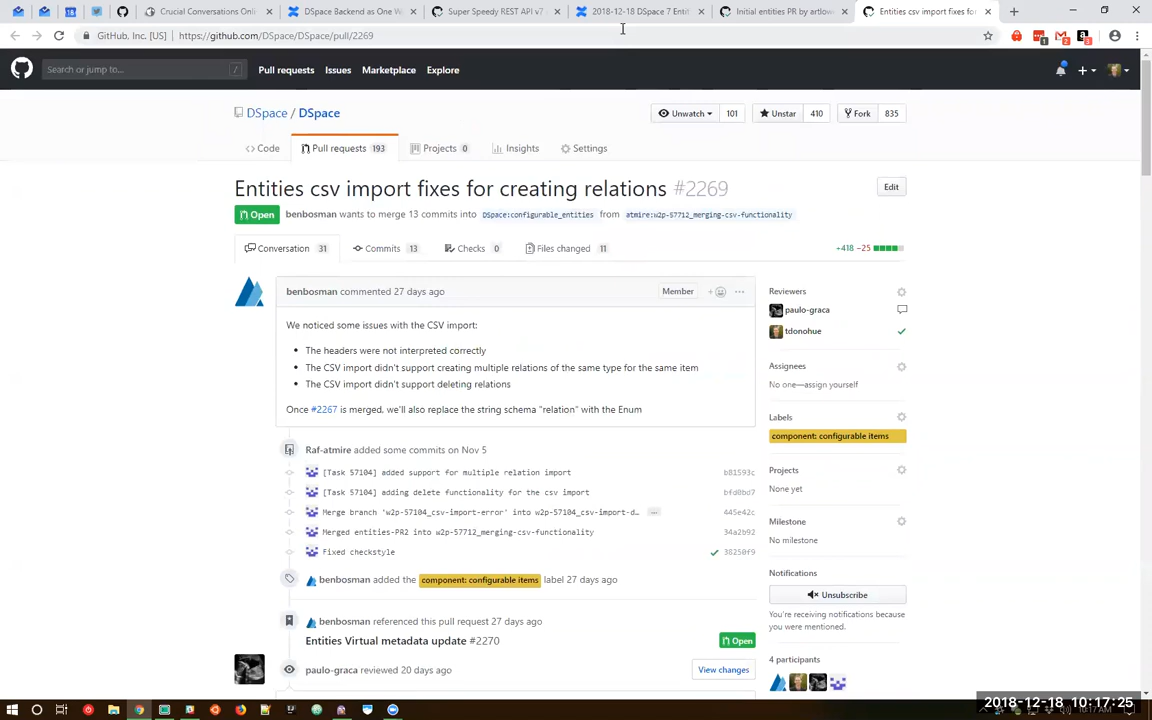 Crucial Conversations Onli
DSpace Backend as One W
Super Speedy REST API v7
2018-12-18 DSpace 7 Enti
Initial entities PR by artlow
Entities csv import fixes fo
GitHub, Inc. [US] https://github.com/DSpace/DSpace/pull/2269
Search or jump to... /
Pull requests Issues Marketplace Explore
DSpace / DSpace
Unwatch 101 Unstar 410 Fork 835
Code Pull requests 193 Projects 0 Insights Settings
Entities csv import fixes for creating relations #2269
Edit
Open benbosman wants to merge 13 commits into DSpace:configurable_entities from atmire:w2p-57712_merging-csv-functionality
Conversation 31 Commits 13 Checks 0 Files changed 11
+418 −25
benbosman commented 27 days ago
Member
We noticed some issues with the CSV import:
• The headers were not interpreted correctly
• The CSV import didn't support creating multiple relations of the same type for the same item
• The CSV import didn't support deleting relations
Once #2267 is merged, we'll also replace the string schema "relation" with the Enum
Raf-atmire added some commits on Nov 5
[Task 57104] added support for multiple relation import b81593c
[Task 57104] adding delete functionality for the csv import bfd0bd7
Merge branch 'w2p-57104_csv-import-error' into w2p-57104_csv-import-d… ... 445e42c
Merged entities-PR2 into w2p-57712_merging-csv-functionality 34a2b92
Fixed checkstyle 38250f9
benbosman added the component: configurable items label 27 days ago
benbosman referenced this pull request 27 days ago
Entities Virtual metadata update #2270
Open
paulo-graca reviewed 20 days ago
View changes
Reviewers
paulo-graca
tdonohue
Assignees
No one—assign yourself
Labels
component: configurable items
Projects
None yet
Milestone
No milestone
Notifications
Unsubscribe
You're receiving notifications because
you were mentioned.
4 participants
2018-12-18 10:17:25